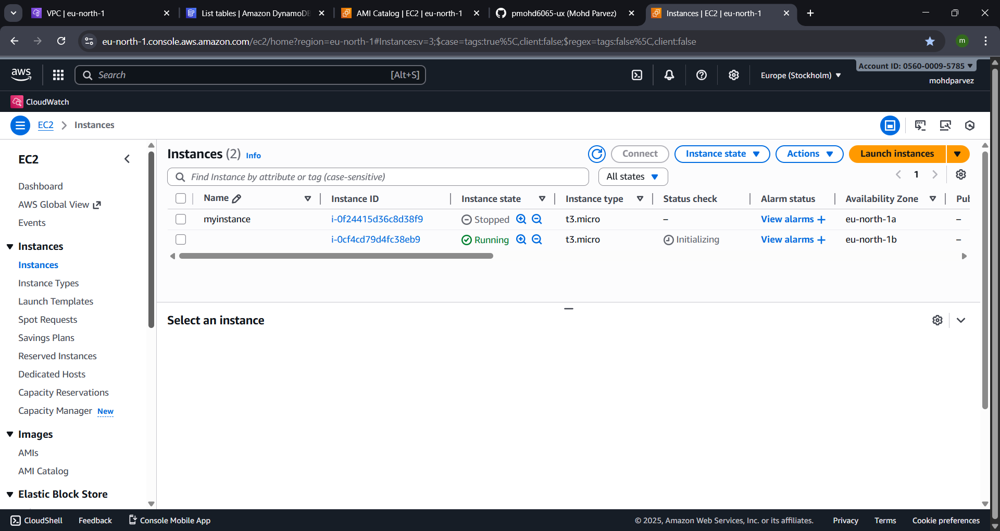 VPC | eu-north-1
List tables | Amazon DynamoDB
AMI Catalog | EC2 | eu-north-1
pmohd6065-ux (Mohd Parvez)
Instances | EC2 | eu-north-1
eu-north-1.console.aws.amazon.com/ec2/home?region=eu-north-1#Instances:v=3;$case=tags:true%5C,client:false;$regex=tags:false%5C,client:false
m
aws
Search
[Alt+S]
Europe (Stockholm)
Account ID: 0560-0009-5785
mohdparvez
CloudWatch
EC2
Instances
EC2
Dashboard
AWS Global View
Events
Instances
Instances
Instance Types
Launch Templates
Spot Requests
Savings Plans
Reserved Instances
Dedicated Hosts
Capacity Reservations
Capacity Manager New
Images
AMIs
AMI Catalog
Elastic Block Store
Instances (2) Info
Connect
Instance state
Actions
Launch instances
Find Instance by attribute or tag (case-sensitive)
All states
1
Name Instance ID Instance state Instance type Status check Alarm status Availability Zone Pub
myinstance i-0f24415d36c8d38f9 Stopped t3.micro – View alarms + eu-north-1a –
i-0cf4cd79d4fc38eb9 Running t3.micro Initializing View alarms + eu-north-1b –
Select an instance
CloudShell
Feedback
Console Mobile App
© 2025, Amazon Web Services, Inc. or its affiliates.
Privacy
Terms
Cookie preferences